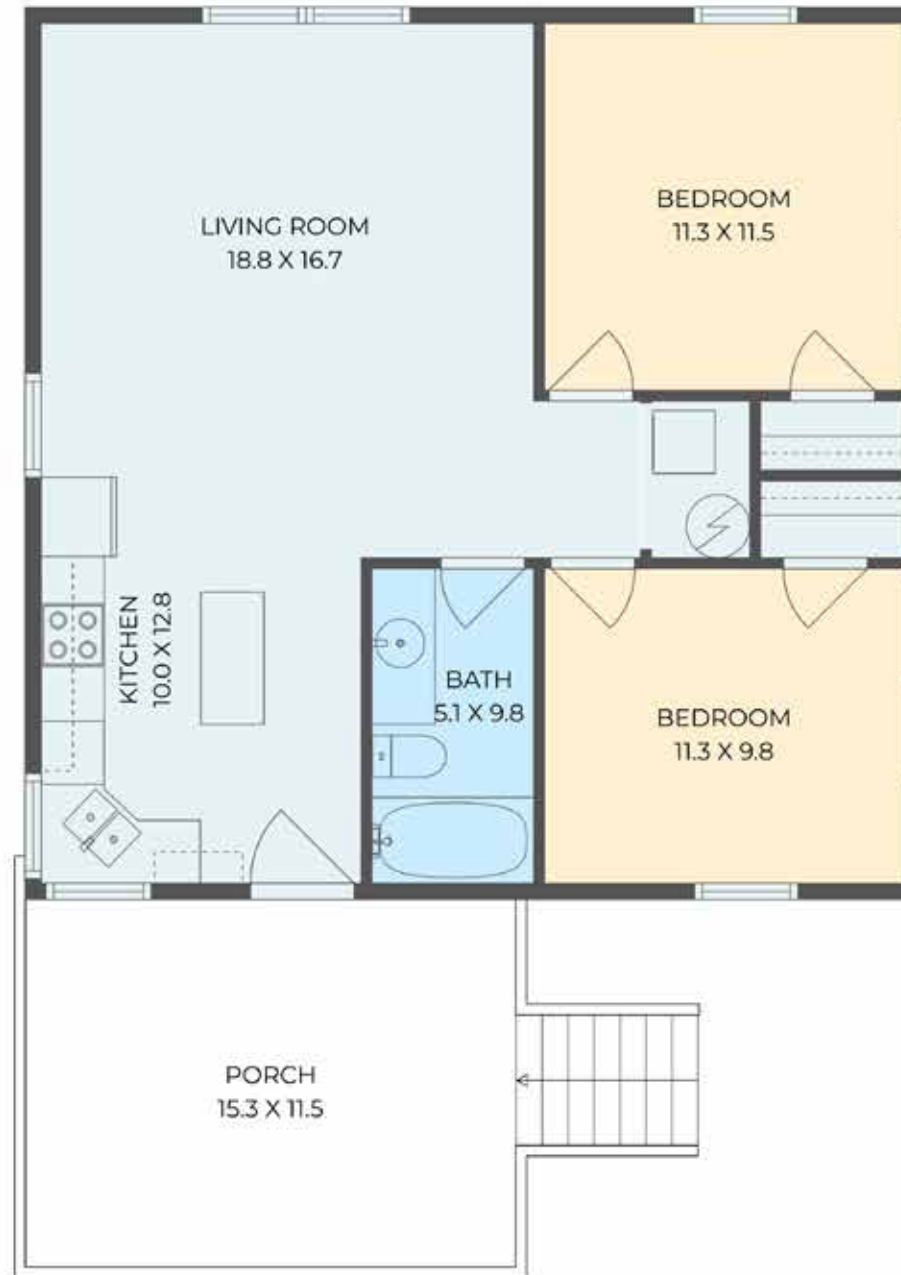 LIVING ROOM
18.8 X 16.7
BEDROOM
11.3 X 11.5
KITCHEN
10.0 X 12.8
BATH
5.1 X 9.8
BEDROOM
11.3 X 9.8
PORCH
15.3 X 11.5